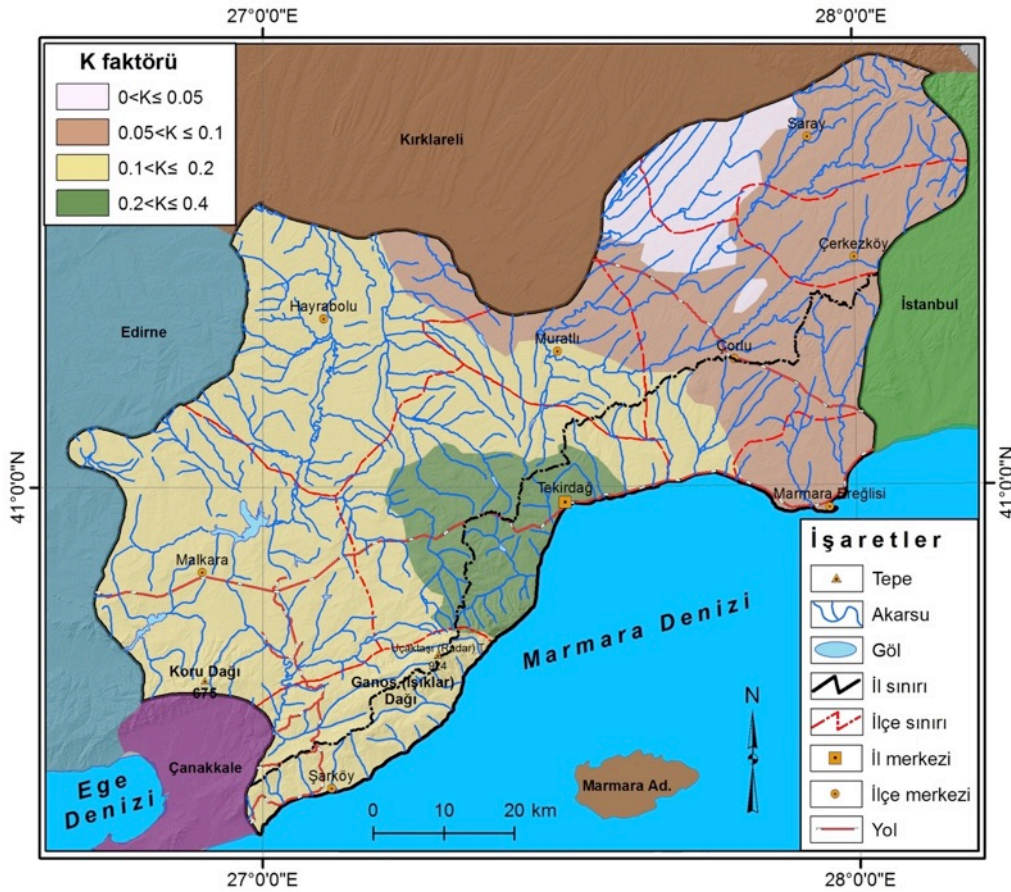 27°0'0"E
28°0'0"E
K faktörü
0<K≤ 0.05
0.05<K ≤ 0.1
0.1<K≤ 0.2
0.2<K≤ 0.4
Kırklareli
Saray
Çerkezköy
İstanbul
Edirne
Hayrabolu
Muratlı
Çorlu
41°0'0"N
41°0'0"N
Tekirdağ
Marmara Ereğlisi
Malkara
Marmara Denizi
Uçaktaşı (Radar) T.
924
Koru Dağı
675
Ganos (Işıklar)
Dağı
Çanakkale
Şarköy
Ege
Denizi
Marmara Ad.
0 10 20 km
N
İşaretler
Tepe
Akarsu
Göl
İl sınırı
İlçe sınırı
İl merkezi
İlçe merkezi
Yol
27°0'0"E
28°0'0"E